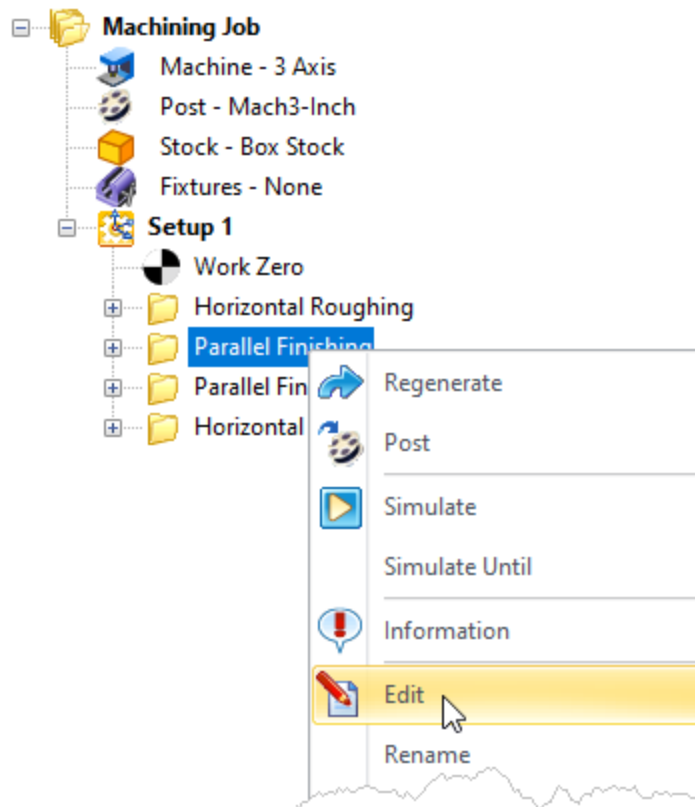 Machining Job
Machine - 3 Axis
Post - Mach3-Inch
Stock - Box Stock
Fixtures - None
Setup 1
Work Zero
Horizontal Roughing
Parallel Finishing
Parallel Fin
Horizontal
Regenerate
Post
Simulate
Simulate Until
Information
Edit
Rename